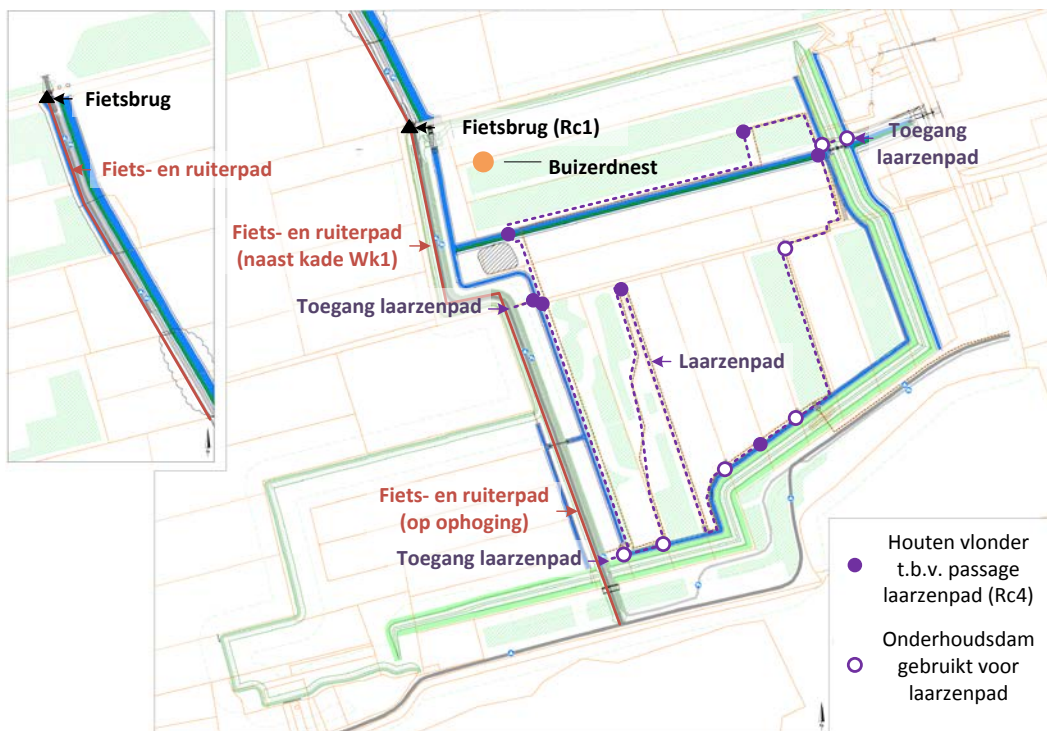 Fietsbrug
Fiets- en ruiterpad
Fietsbrug (Rc1)
Buizerdnest
Toegang
laarzenpad
Fiets- en ruiterpad
(naast kade Wk1)
Toegang laarzenpad
Laarzenpad
Fiets- en ruiterpad
(op ophoging)
Toegang laarzenpad
Houten vlonder
t.b.v. passage
laarzenpad (Rc4)
Onderhoudsdam
gebruikt voor
laarzenpad